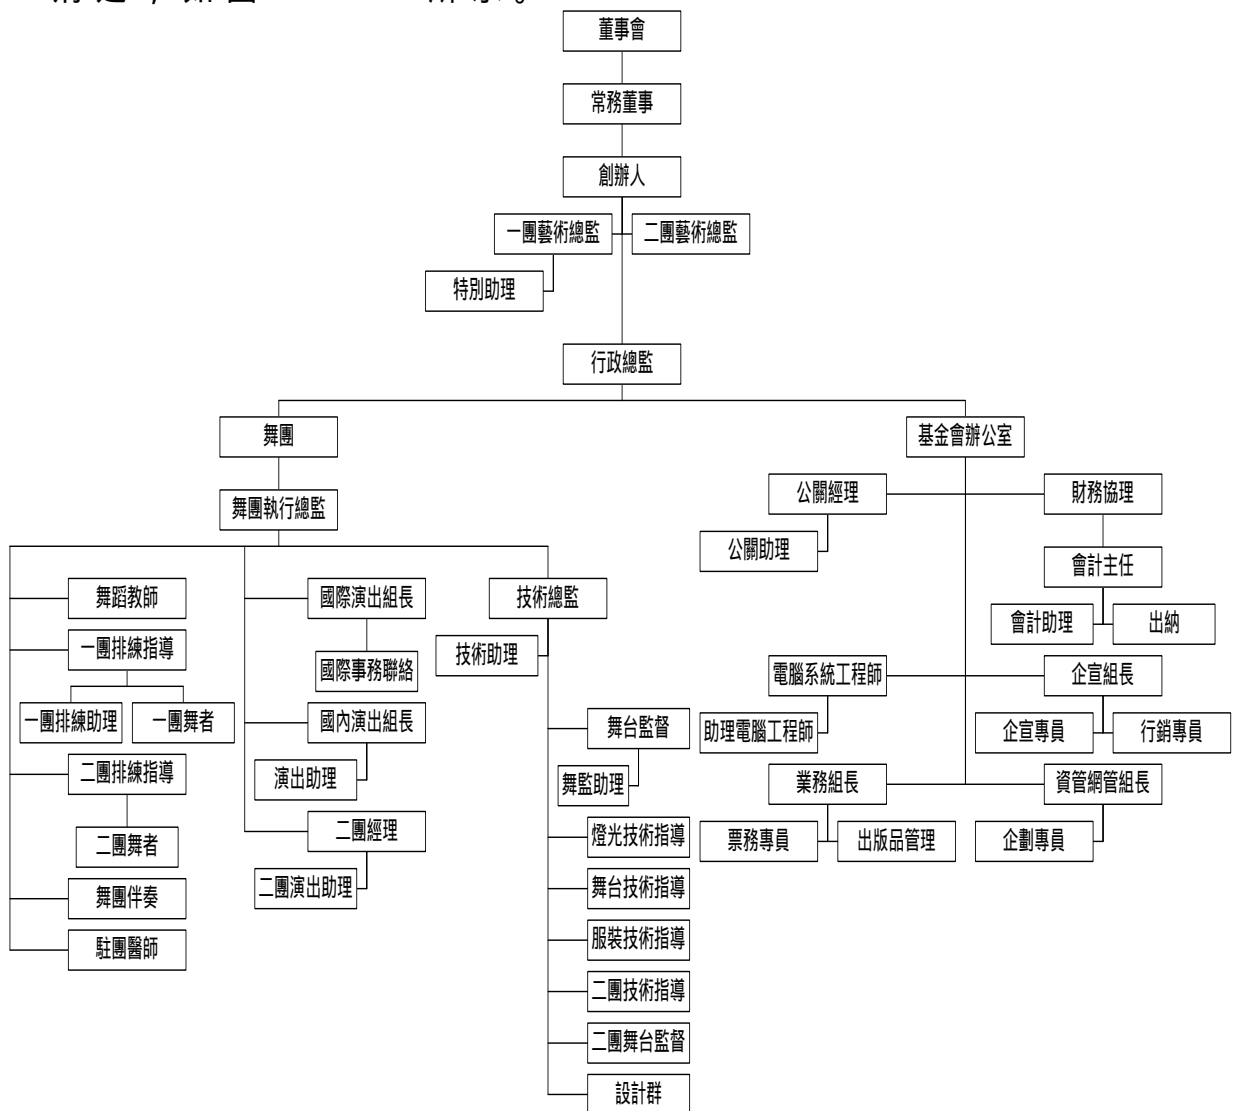 董事會
常務董事
創辦人
一團藝術總監
二團藝術總監
特別助理
行政總監
舞團
基金會辦公室
舞團執行總監
公關經理
財務協理
公關助理
會計主任
會計助理
出納
舞蹈教師
國際演出組長
技術總監
一團排練指導
國際事務聯絡
技術助理
電腦系統工程師
企宣組長
一團排練助理
一團舞者
國內演出組長
舞台監督
助理電腦工程師
企宣專員
行銷專員
二團排練指導
演出助理
舞監助理
業務組長
資管網管組長
二團舞者
二團經理
燈光技術指導
票務專員
出版品管理
企劃專員
二團演出助理
舞台技術指導
舞團伴奏
服裝技術指導
駐團醫師
二團技術指導
二團舞台監督
設計群